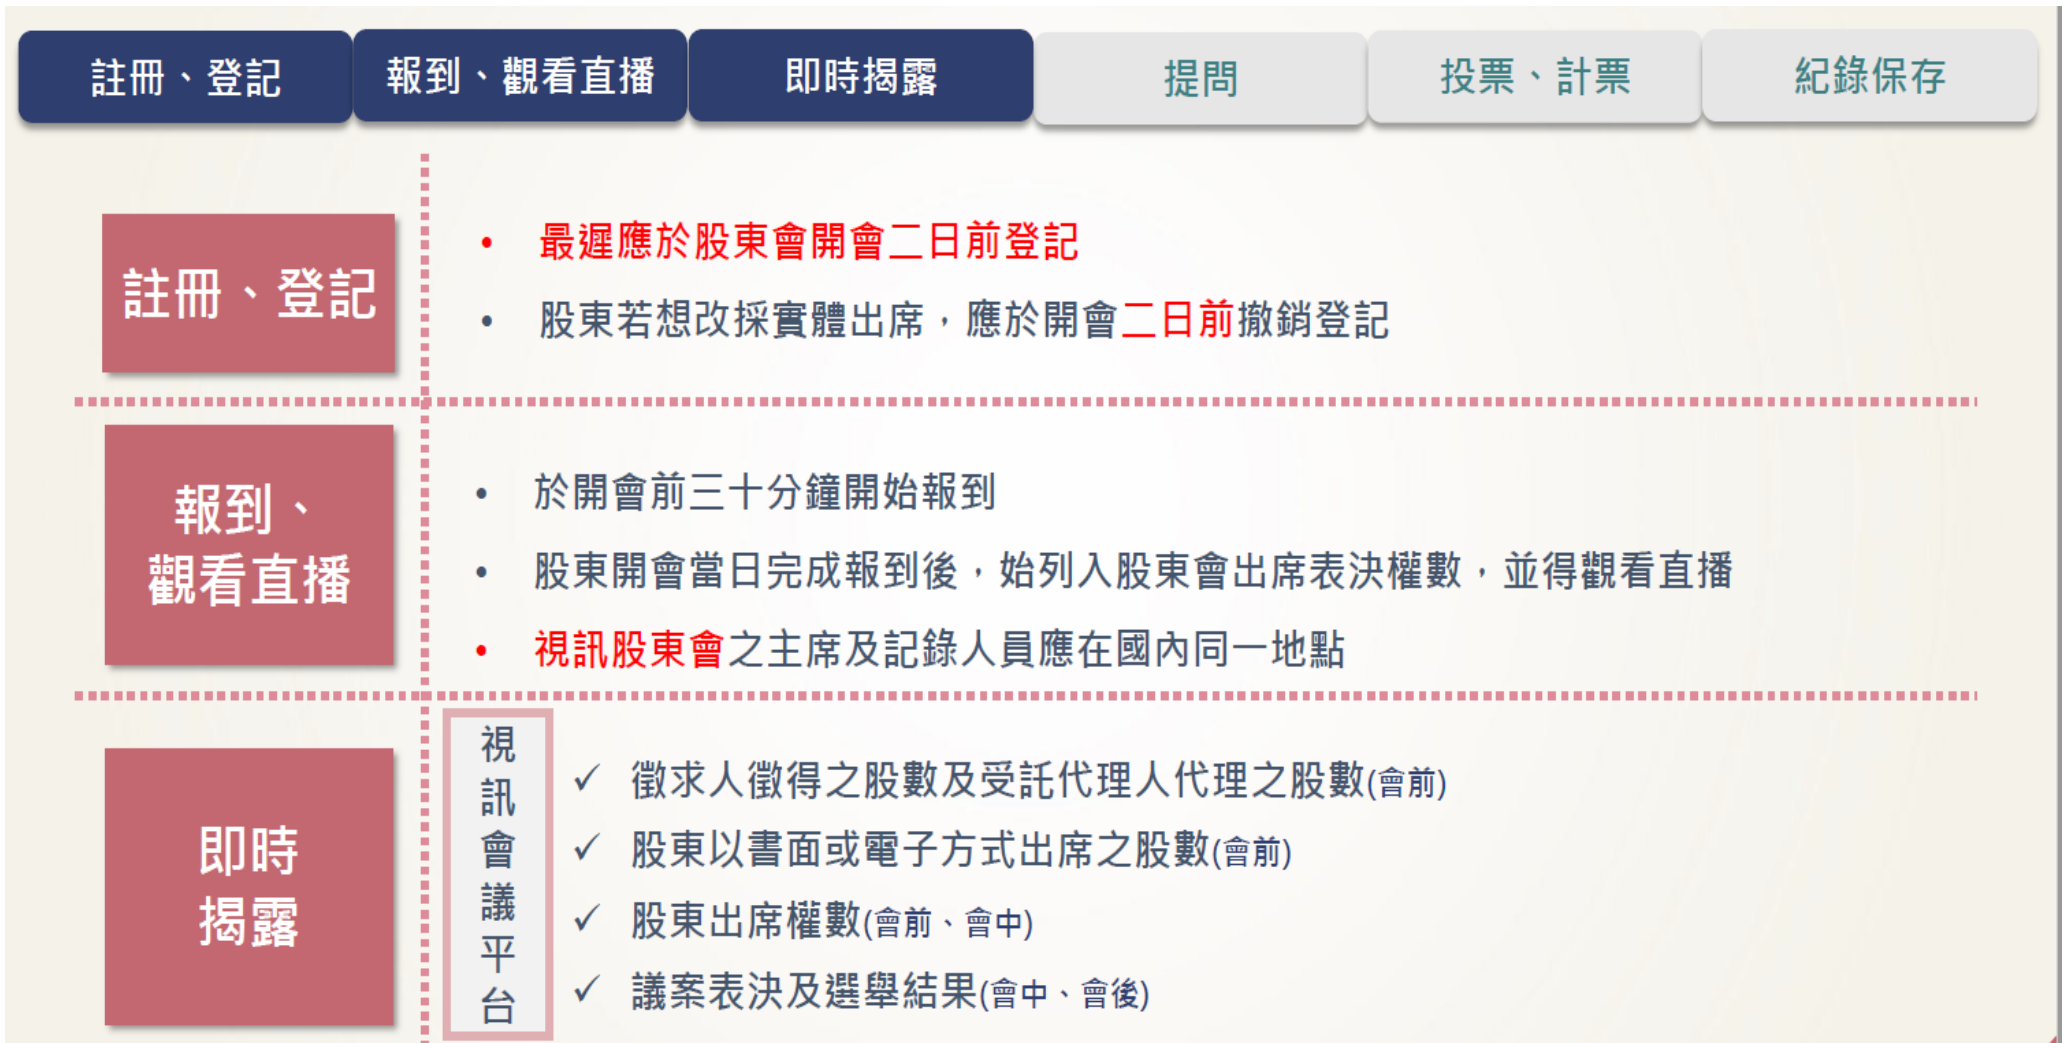 註冊、登記
報到、觀看直播
即時揭露
提問
投票、計票
紀錄保存
註冊、登記
• 最遲應於股東會開會二日前登記
• 股東若想改採實體出席，應於開會二日前撤銷登記
報到、
觀看直播
• 於開會前三十分鐘開始報到
• 股東開會當日完成報到後，始列入股東會出席表決權數，並得觀看直播
• 視訊股東會之主席及記錄人員應在國內同一地點
即時
揭露
視訊會議平台
✓ 徵求人徵得之股數及受託代理人代理之股數(會前)
✓ 股東以書面或電子方式出席之股數(會前)
✓ 股東出席權數(會前、會中)
✓ 議案表決及選舉結果(會中、會後)